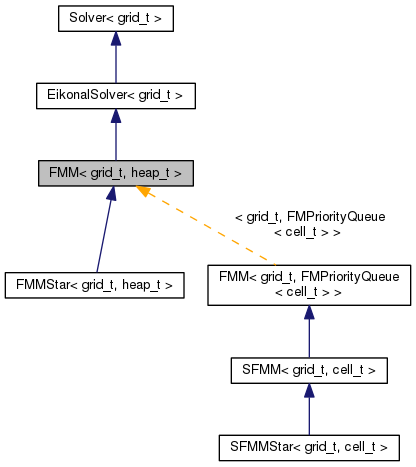 Solver< grid_t >
EikonalSolver< grid_t >
FMM< grid_t, heap_t >
< grid_t, FMPriorityQueue
< cell_t > >
FMMStar< grid_t, heap_t >
FMM< grid_t, FMPriorityQueue
< cell_t > >
SFMM< grid_t, cell_t >
SFMMStar< grid_t, cell_t >